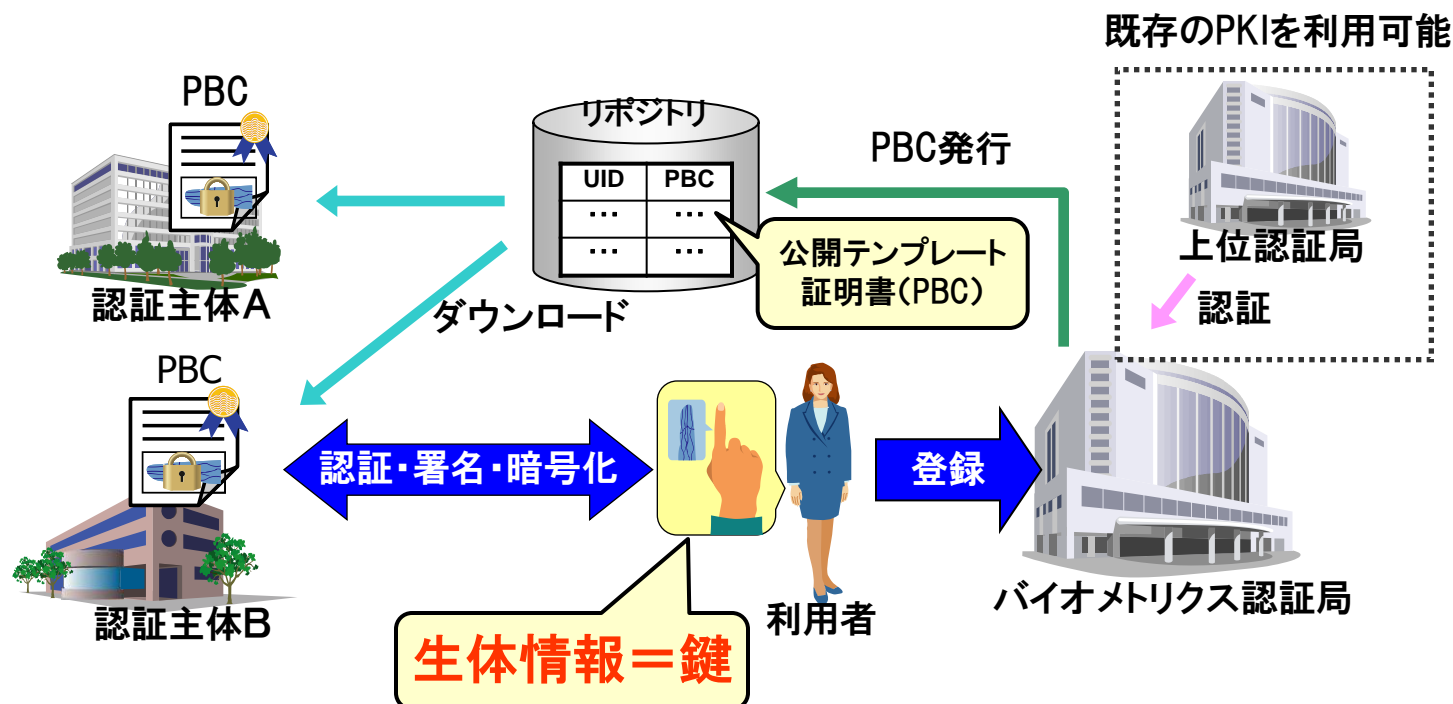 既存のPKIを利用可能
PBC
リポジトリ
UID PBC
… …
… …
PBC発行
公開テンプレート
証明書(PBC)
上位認証局
認証
認証主体A
ダウンロード
PBC
認証・署名・暗号化
登録
利用者
バイオメトリクス認証局
認証主体B
生体情報=鍵